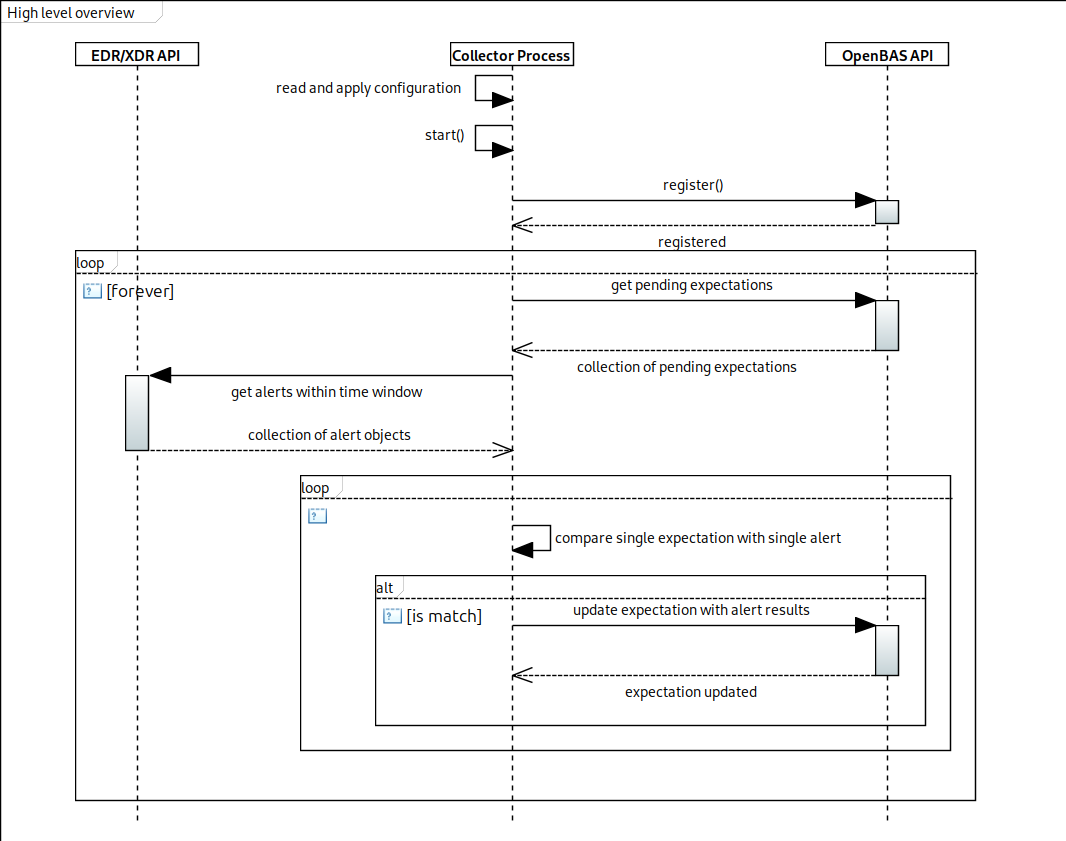 High level overview
EDR/XDR API
Collector Process
OpenBAS API
read and apply configuration
start()
register()
registered
loop
? [forever]
get pending expectations
collection of pending expectations
get alerts within time window
collection of alert objects
loop
?
compare single expectation with single alert
alt
? [is match]
update expectation with alert results
expectation updated